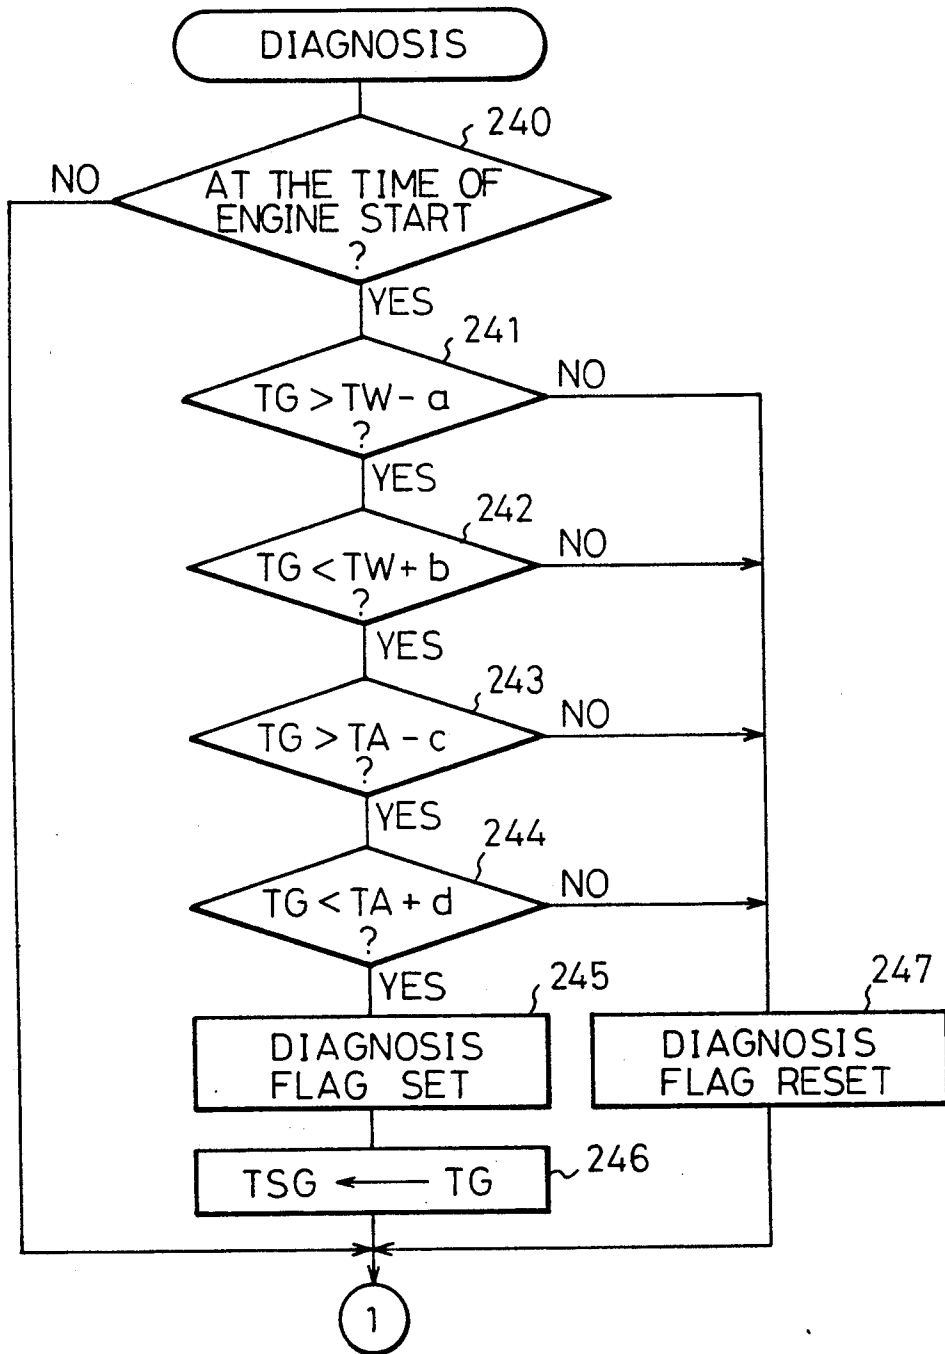 DIAGNOSIS
240
NO
AT THE TIME OF
ENGINE START
?
YES
241
NO
TG > TW - a
?
YES
242
NO
TG < TW + b
?
YES
243
NO
TG > TA - c
?
YES
244
NO
TG < TA + d
?
YES
245
247
DIAGNOSIS
FLAG SET
DIAGNOSIS
FLAG RESET
246
TSG ← TG
1